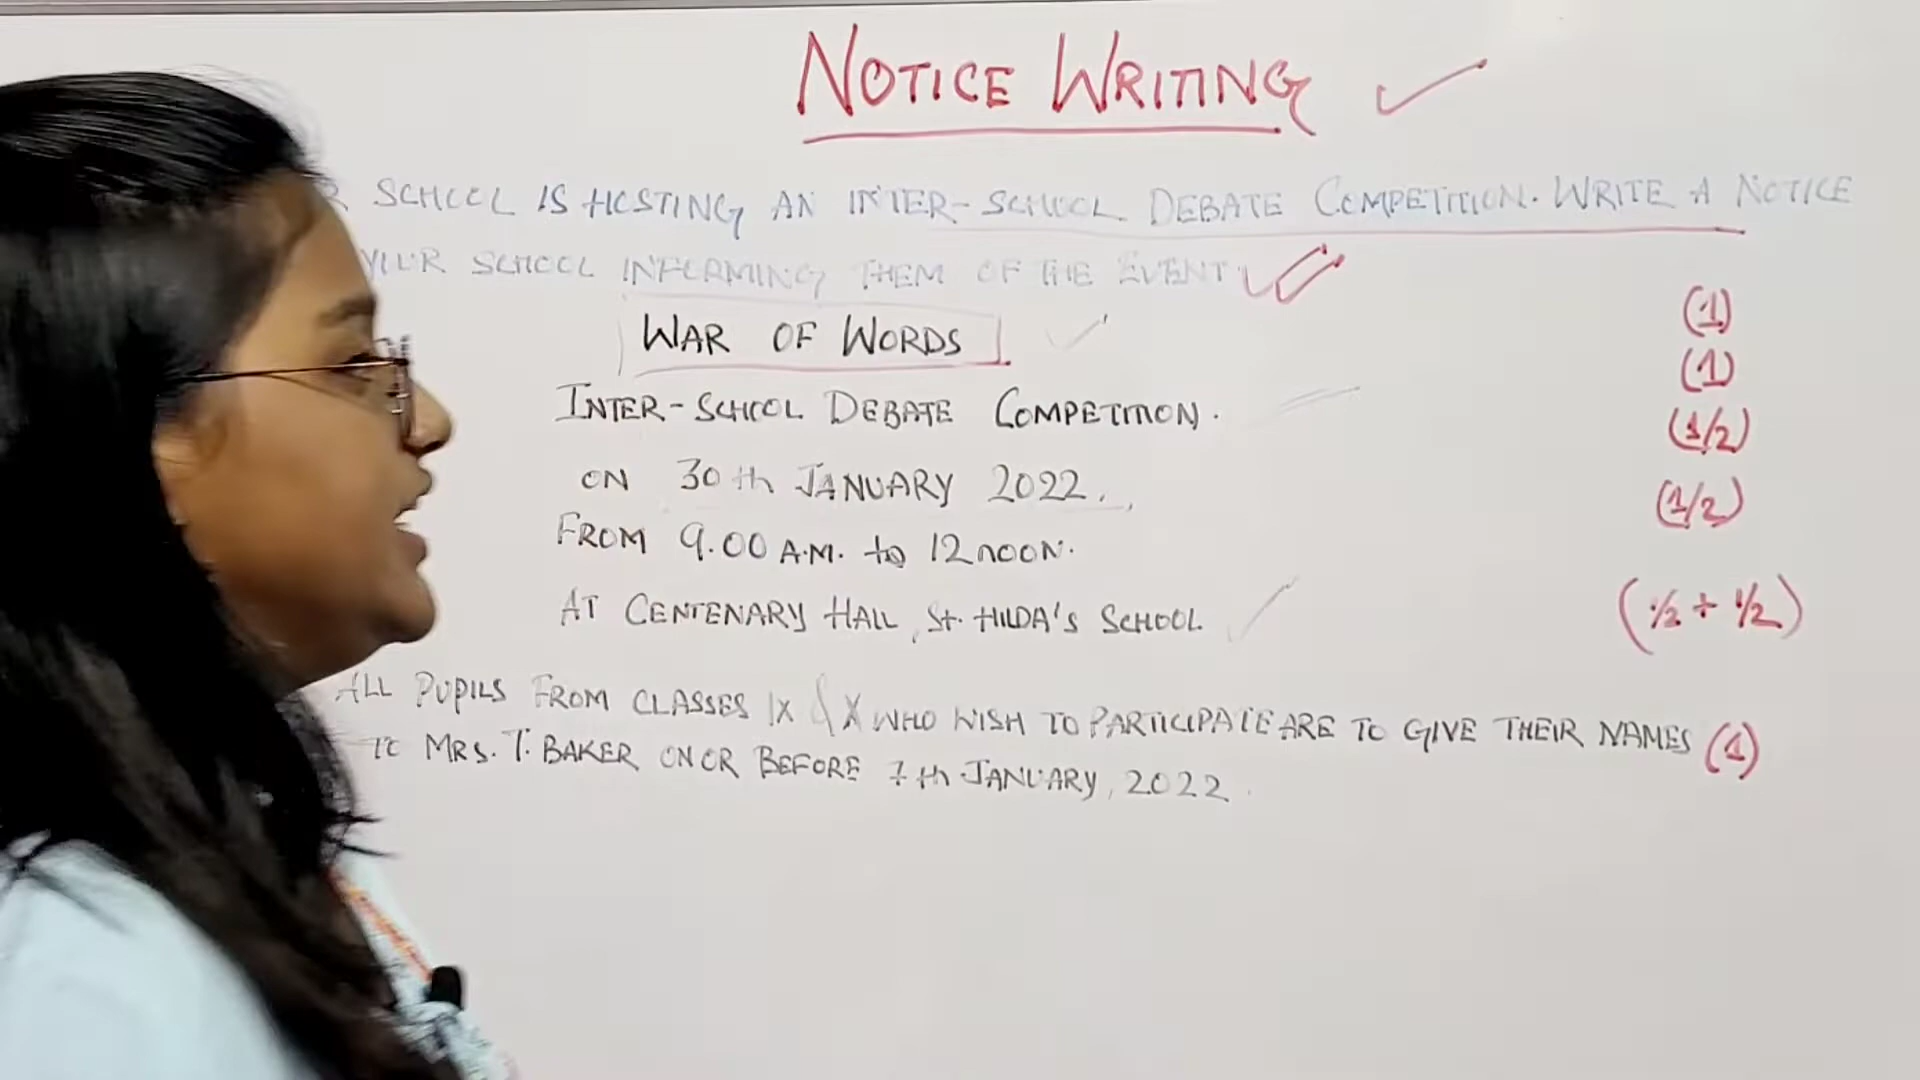 NOTICE WRITING
SCHOOL IS HOSTING AN INTER-SCHOOL DEBATE COMPETITION. WRITE A NOTICE
YOUR SCHOOL INFORMING THEM OF THE EVENT
(1)
WAR OF WORDS
(1)
INTER-SCHOOL DEBATE COMPETITION.
(1/2)
ON 30th JANUARY 2022.
(1/2)
FROM 9.00 A.M. to 12 NOON.
AT CENTENARY HALL, St. HILDA'S SCHOOL
(1/2 + 1/2)
ALL PUPILS FROM CLASSES IX & X WHO WISH TO PARTICIPATE ARE TO GIVE THEIR NAMES (1)
TO MRS. T. BAKER ON OR BEFORE 7th JANUARY, 2022.